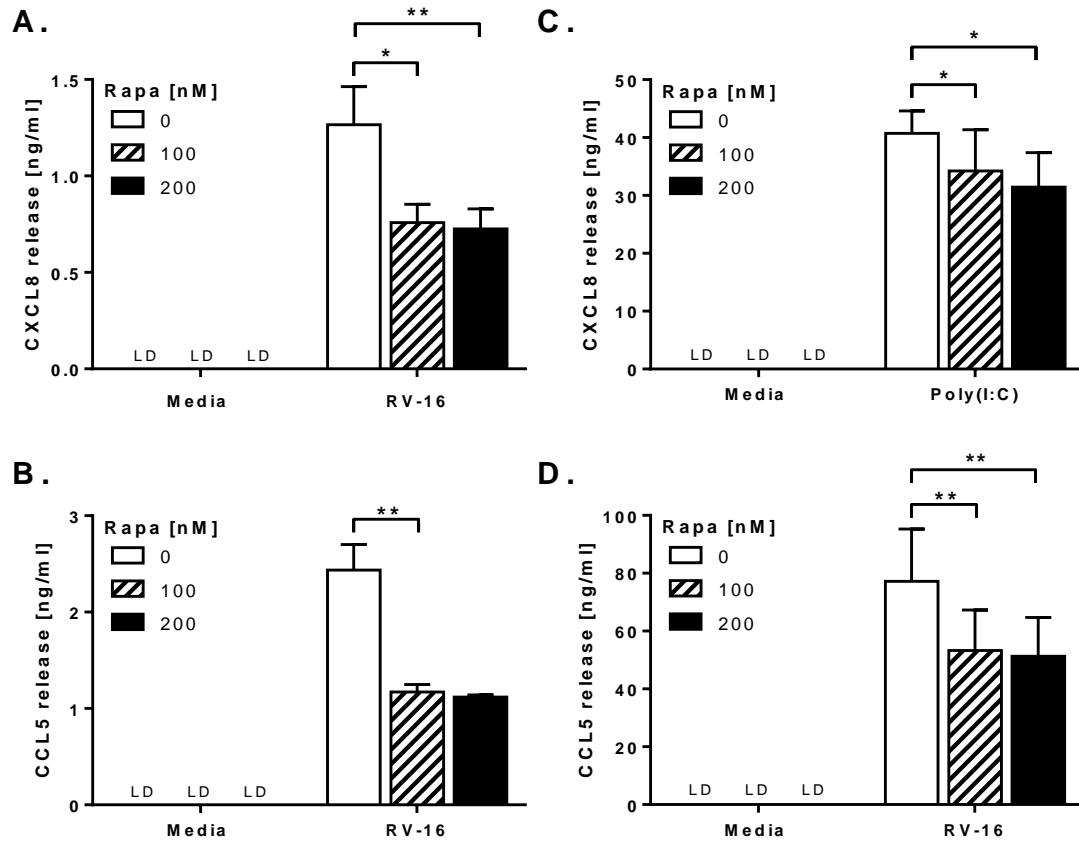 A.
**
*
CXCL8 release [ng/ml]
1.5
1.0
0.5
0.0
Rapa [nM]
0
100
200
LD LD LD
Media RV-16
C.
*
*
CXCL8 release [ng/ml]
50
40
30
20
10
0
Rapa [nM]
0
100
200
LD LD LD
Media Poly(I:C)
B.
**
CCL5 release [ng/ml]
3
2
1
0
Rapa [nM]
0
100
200
LD LD LD
Media RV-16
D.
**
**
CCL5 release [ng/ml]
100
80
60
40
20
0
Rapa [nM]
0
100
200
LD LD LD
Media RV-16